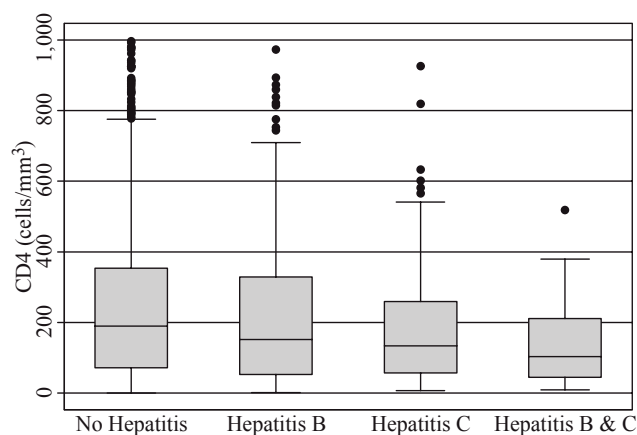 CD4 (cells/mm³)
1,000
800
600
400
200
0
No Hepatitis
Hepatitis B
Hepatitis C
Hepatitis B & C